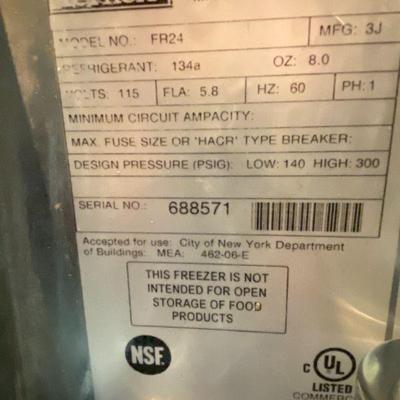 MODEL NO.: FR24 MFG: 3J
REFRIGERANT: 134a OZ: 8.0
VOLTS: 115 FLA: 5.8 HZ: 60 PH: 1
MINIMUM CIRCUIT AMPACITY:
MAX. FUSE SIZE OR 'HACR' TYPE BREAKER:
DESIGN PRESSURE (PSIG): LOW: 140 HIGH: 300
SERIAL NO.: 688571
Accepted for use: City of New York Department
of Buildings: MEA: 462-06-E
THIS FREEZER IS NOT
INTENDED FOR OPEN
STORAGE OF FOOD
PRODUCTS
NSF.
C UL
LISTED